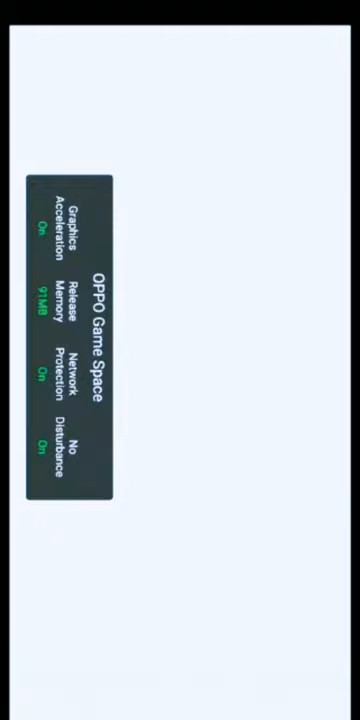 OPPO Game Space
Graphics Release Network No
Acceleration Memory Protection Disturbance
On 91MB On On